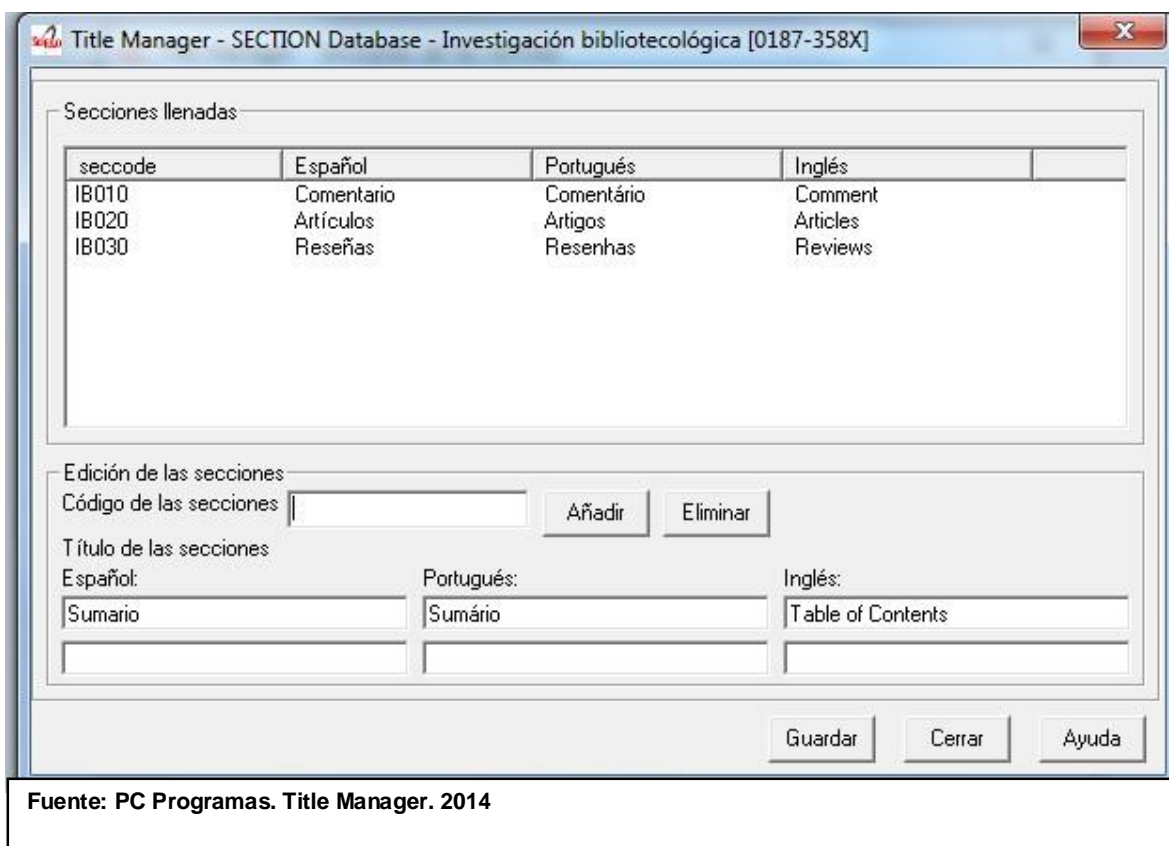 Title Manager - SECTION Database - Investigación bibliotecológica [0187-358X]
Secciones llenadas
seccode Español Portugués Inglés
IB010 Comentario Comentário Comment
IB020 Artículos Artigos Articles
IB030 Reseñas Resenhas Reviews
Edición de las secciones
Código de las secciones Añadir Eliminar
Título de las secciones
Español: Portugués: Inglés:
Sumario Sumário Table of Contents
Guardar Cerrar Ayuda
Fuente: PC Programas. Title Manager. 2014